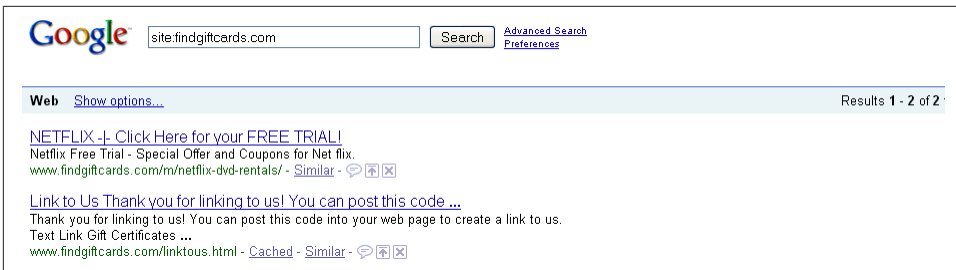 Google™ site:findgiftcards.com Search Advanced Search
Preferences
Web Show options... Results 1 - 2 of 2
NETFLIX -|- Click Here for your FREE TRIAL!
Netflix Free Trial - Special Offer and Coupons for Net flix.
www.findgiftcards.com/m/netflix-dvd-rentals/ - Similar -
Link to Us Thank you for linking to us! You can post this code ...
Thank you for linking to us! You can post this code into your web page to create a link to us.
Text Link Gift Certificates ...
www.findgiftcards.com/linktous.html - Cached - Similar -